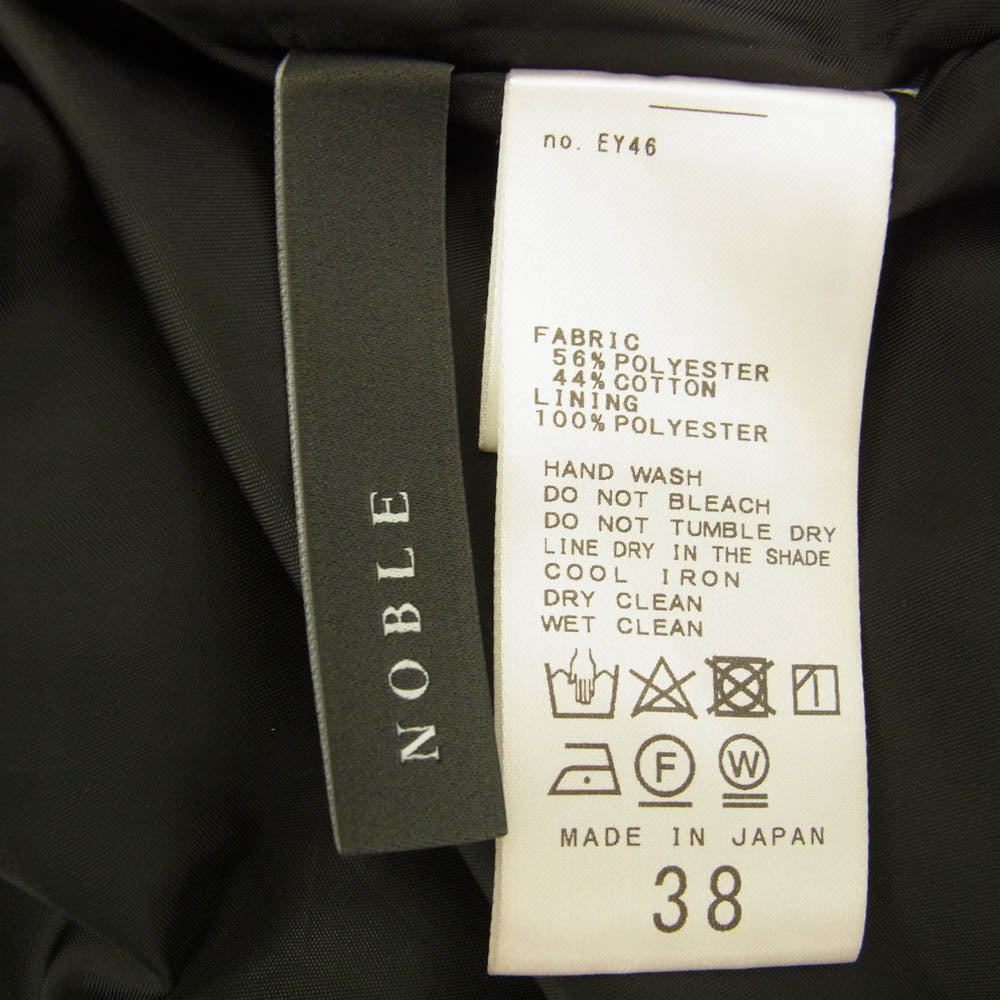 NOBLE
no. EY46
FABRIC
56% POLYESTER
44% COTTON
LINING
100% POLYESTER
HAND WASH
DO NOT BLEACH
DO NOT TUMBLE DRY
LINE DRY IN THE SHADE
COOL IRON
DRY CLEAN
WET CLEAN
F W
MADE IN JAPAN
38